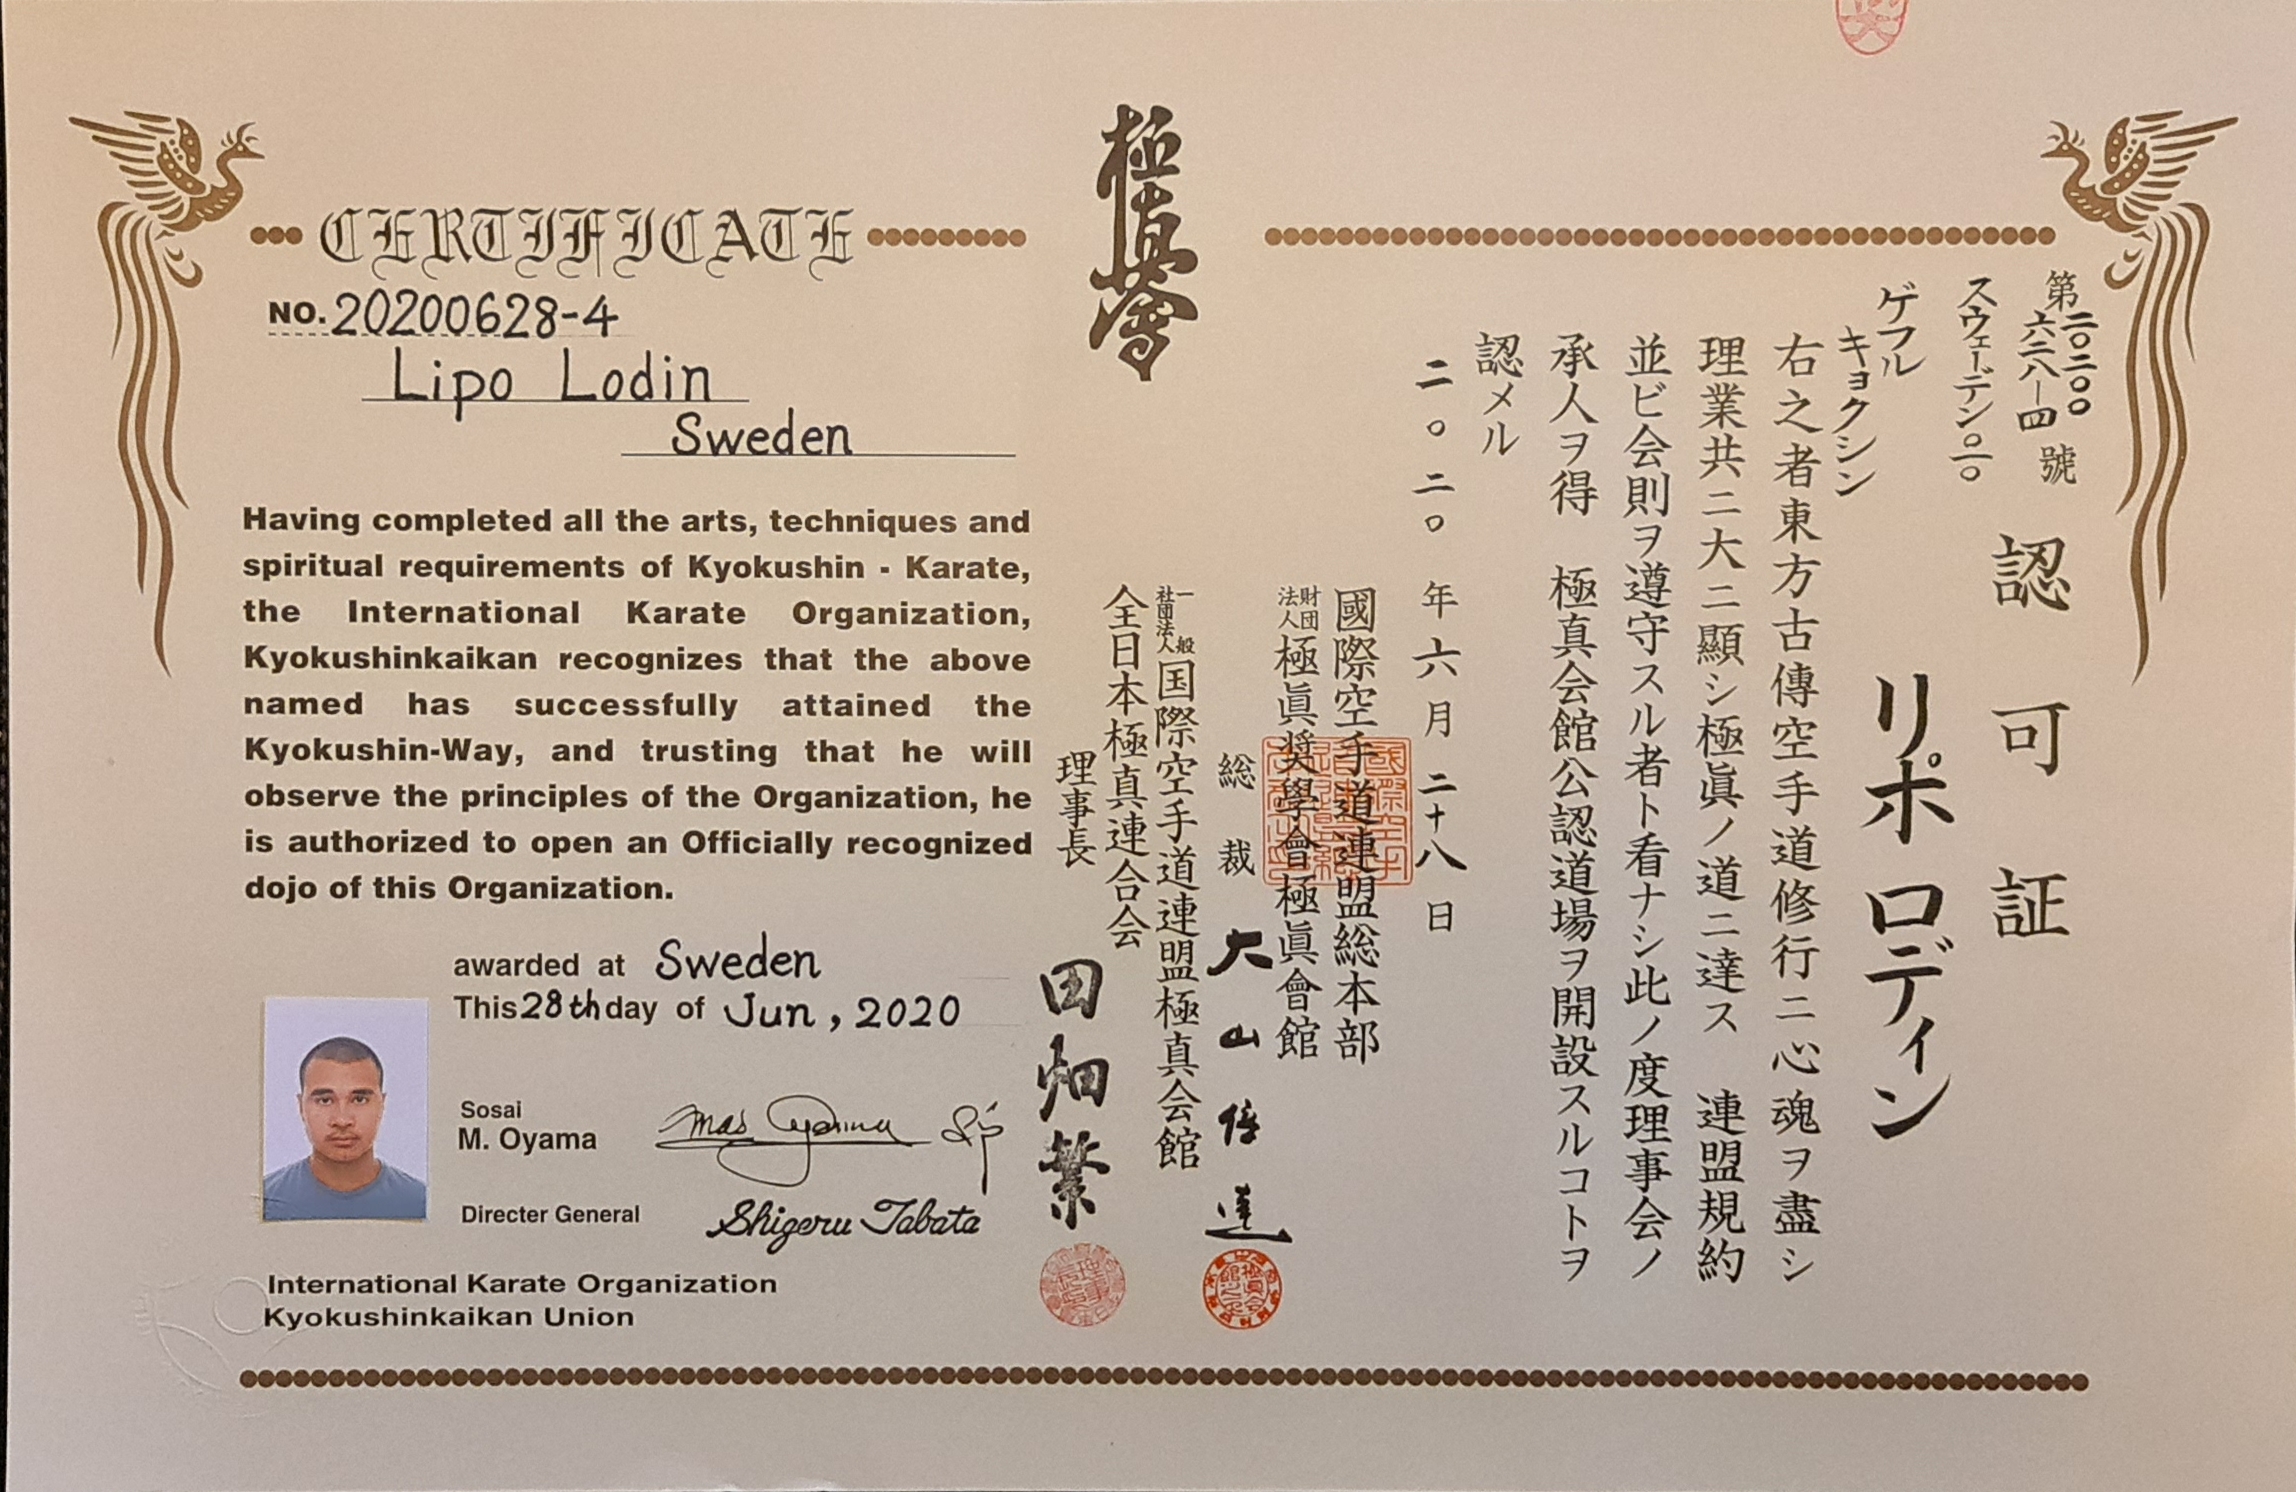 極真會
CERTIFICATE
NO. 20200628-4
Lipo Lodin
Sweden
Having completed all the arts, techniques and
spiritual requirements of Kyokushin - Karate,
the International Karate Organization,
Kyokushinkaikan recognizes that the above
named has successfully attained the
Kyokushin-Way, and trusting that he will
observe the principles of the Organization, he
is authorized to open an Officially recognized
dojo of this Organization.
awarded at Sweden
This 28th day of Jun, 2020
Sosai
M. Oyama
Mas Oyama
Directer General
Shigeru Tabata
International Karate Organization
Kyokushinkaikan Union
第二〇二〇〇六二八-四號
スウェーデン〇一〇
認可証
ゲフル
キョクシン
リポ ロディン
右之者東方古傳空手道修行ニ心魂ヲ盡シ
理業共ニ大ニ顯シ極眞ノ道ニ達ス 連盟規約
並ビ会則ヲ遵守スル者ト看ナシ此ノ度理事会ノ
承人ヲ得 極真会館公認道場ヲ開設スルコトヲ
認メル
二〇二〇年六月二十八日
國際空手道連盟総本部
財団法人極眞奨學會極眞會館
総裁 大山倍達
一般社団法人国際空手道連盟極真会館
全日本極真連合会
理事長 田畑繁